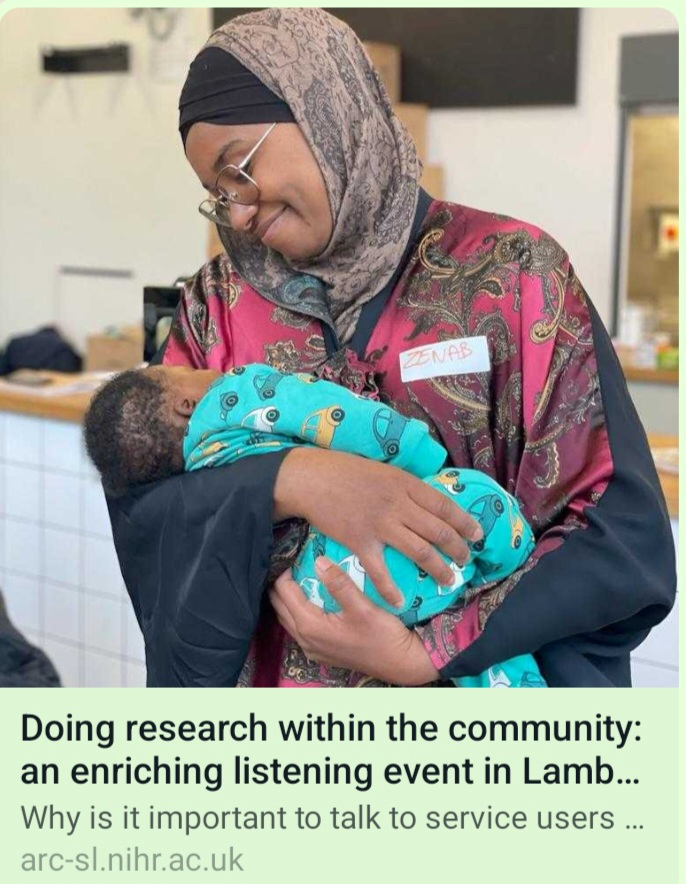 ZENAB
Doing research within the community:
an enriching listening event in Lamb...
Why is it important to talk to service users ...
arc-sl.nihr.ac.uk